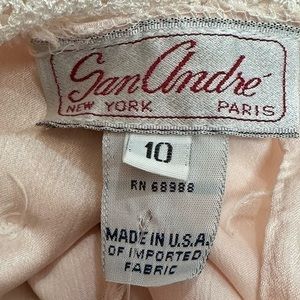 San André
NEW YORK PARIS
10
RN 68988
MADE IN U.S.A.
OF IMPORTED
FABRIC